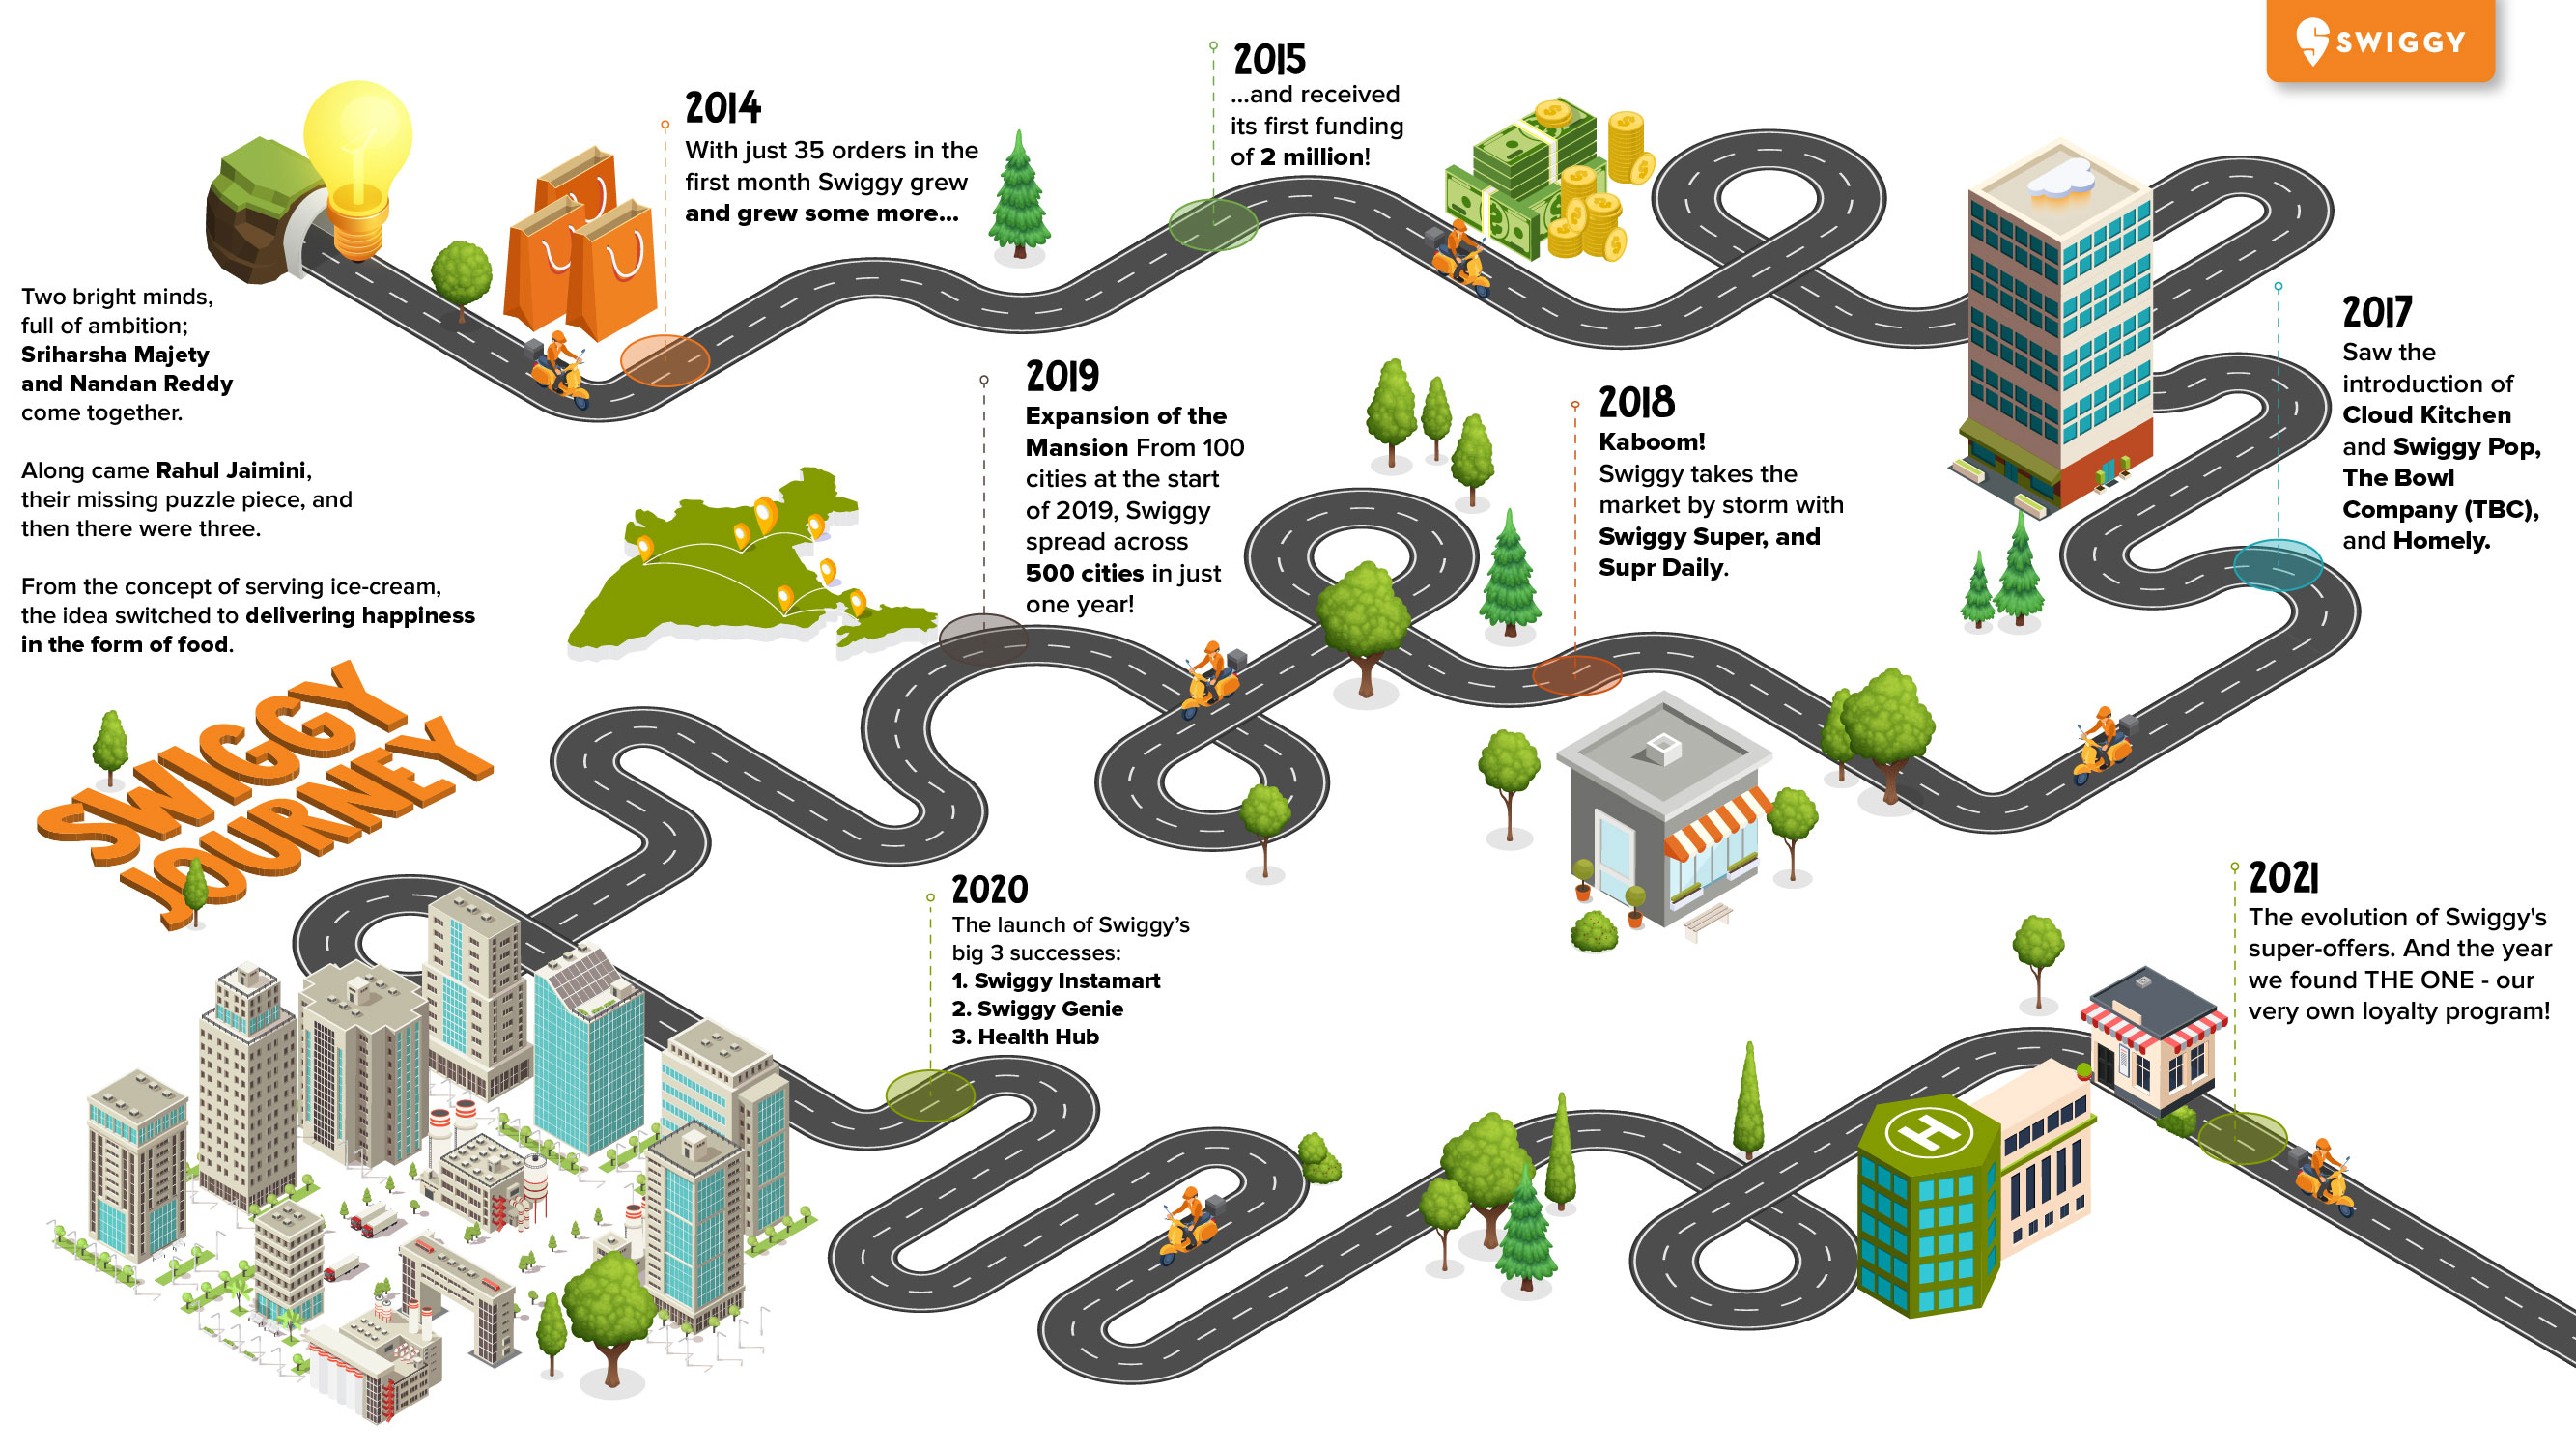 SWIGGY
Two bright minds,
full of ambition;
Sriharsha Majety
and Nandan Reddy
come together.
Along came Rahul Jaimini,
their missing puzzle piece, and
then there were three.
From the concept of serving ice-cream,
the idea switched to delivering happiness
in the form of food.
SWIGGY
JOURNEY
2014
With just 35 orders in the
first month Swiggy grew
and grew some more...
2015
...and received
its first funding
of 2 million!
2017
Saw the
introduction of
Cloud Kitchen
and Swiggy Pop,
The Bowl
Company (TBC),
and Homely.
2018
Kaboom!
Swiggy takes the
market by storm with
Swiggy Super, and
Supr Daily.
2019
Expansion of the
Mansion From 100
cities at the start
of 2019, Swiggy
spread across
500 cities in just
one year!
2020
The launch of Swiggy’s
big 3 successes:
1. Swiggy Instamart
2. Swiggy Genie
3. Health Hub
2021
The evolution of Swiggy's
super-offers. And the year
we found THE ONE - our
very own loyalty program!
H